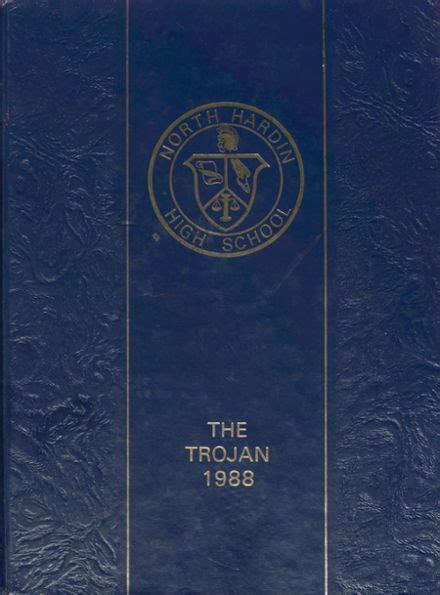 NORTH HARDIN
HIGH SCHOOL
THE
TROJAN
1988